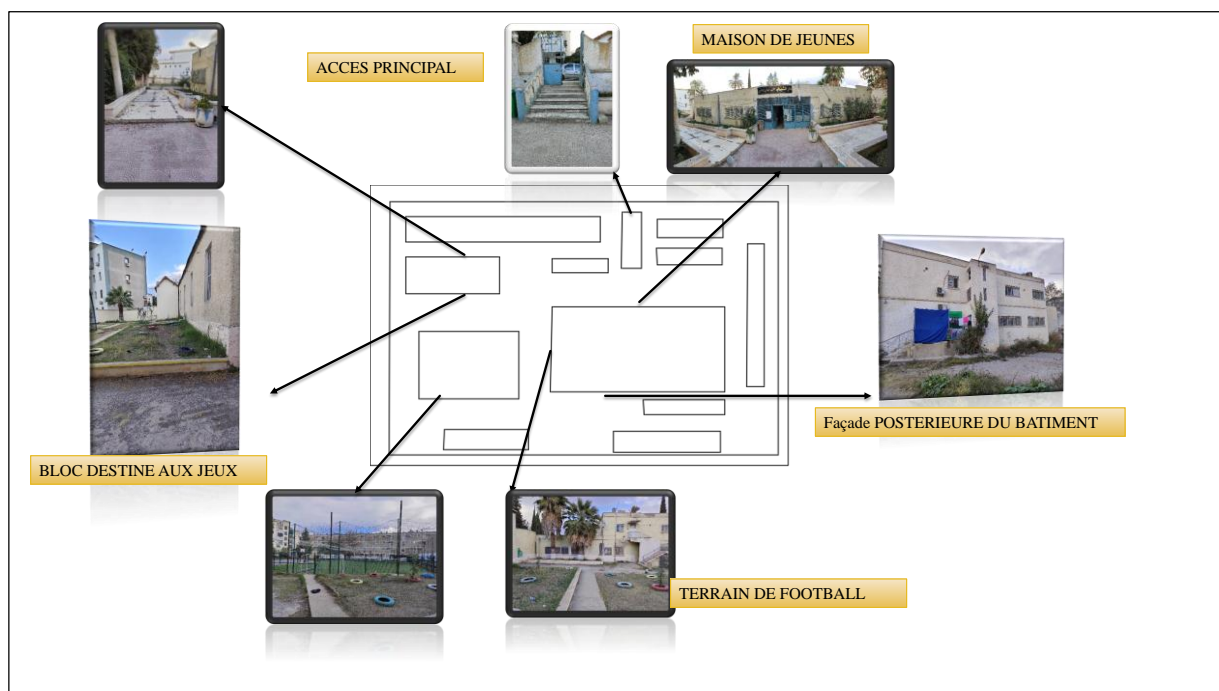 MAISON DE JEUNES
ACCES PRINCIPAL
Façade POSTERIEURE DU BATIMENT
BLOC DESTINE AUX JEUX
TERRAIN DE FOOTBALL